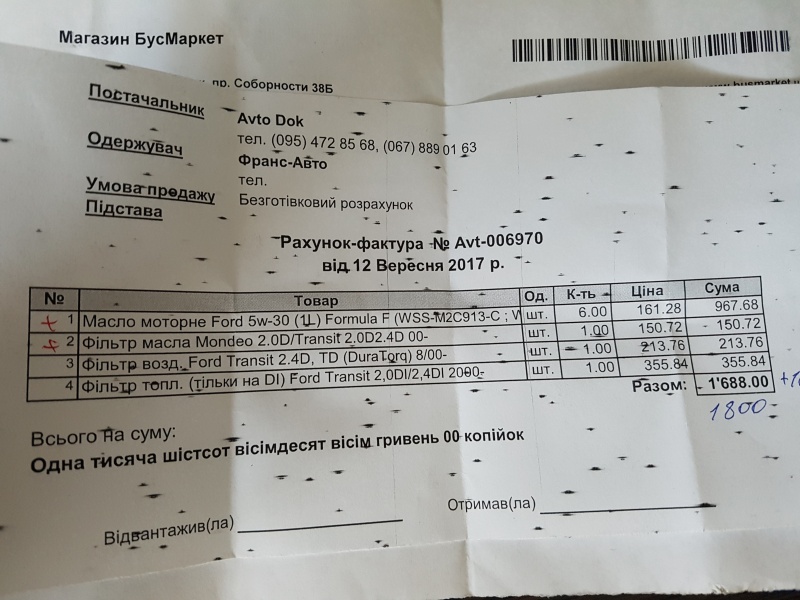 Магазин БусМаркет
пр. Соборности 38Б
www.busmarket.u
Постачальник Avto Dok
тел. (095) 472 85 68, (067) 889 01 63
Одержувач Франс-Авто
тел.
Умова продажу Безготівковий розрахунок
Підстава
Рахунок-фактура № Avt-006970
від 12 Вересня 2017 р.
№ Товар Од. К-ть Ціна Сума
1 Масло моторне Ford 5w-30 (1L) Formula F (WSS-M2C913-C ; W шт. 6.00 161.28 967.68
2 Фільтр масла Mondeo 2.0D/Transit 2.0D2.4D 00- шт. 1.00 150.72 150.72
3 Фільтр возд. Ford Transit 2.4D, TD (DuraTorq) 8/00- шт. 1.00 213.76 213.76
4 Фільтр топл. (тільки на DI) Ford Transit 2,0DI/2,4DI 2000- шт. 1.00 355.84 355.84
Разом: 1'688.00
1800
Всього на суму:
Одна тисяча шістсот вісімдесят вісім гривень 00 копійок
Відвантажив(ла) Отримав(ла)